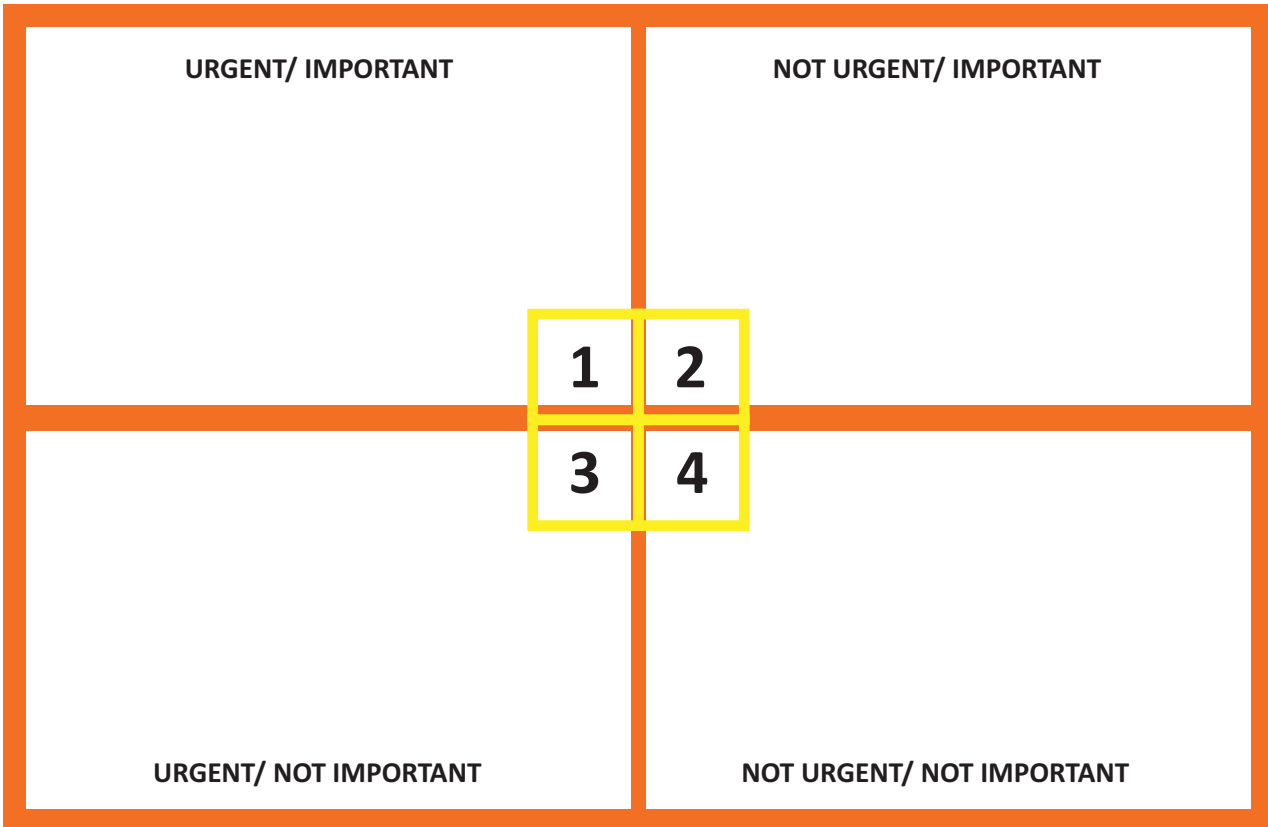 URGENT/ IMPORTANT
NOT URGENT/ IMPORTANT
1
2
3
4
URGENT/ NOT IMPORTANT
NOT URGENT/ NOT IMPORTANT